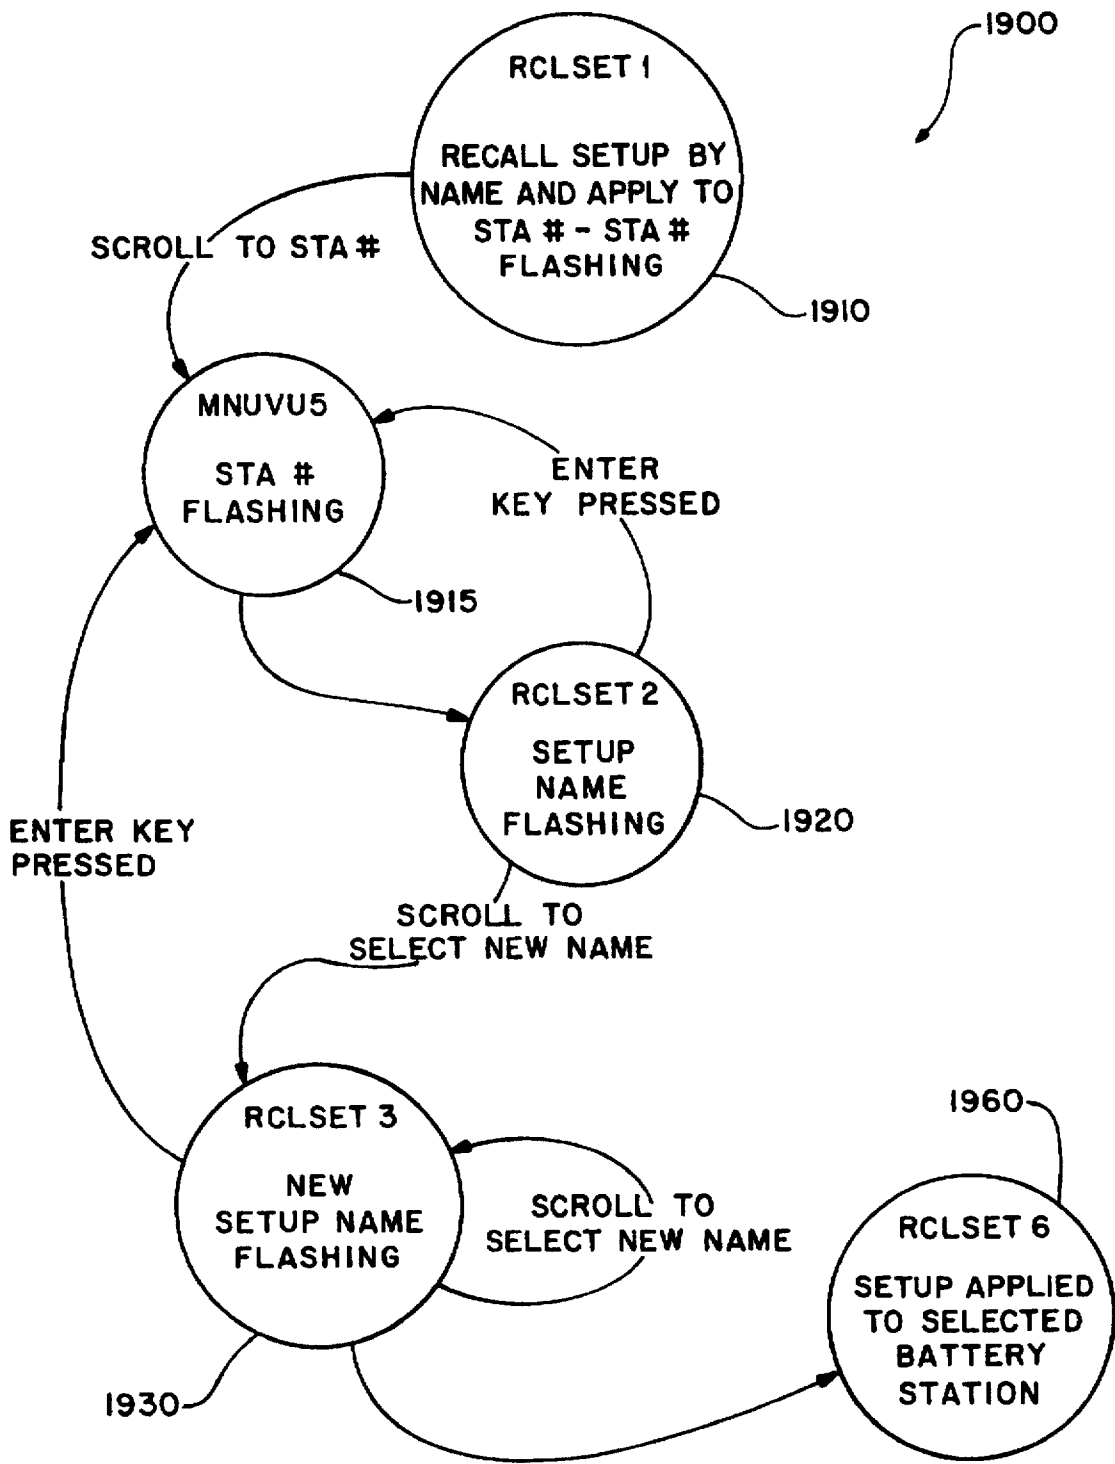 1900
RCLSET 1
RECALL SETUP BY
NAME AND APPLY TO
STA # - STA #
FLASHING
1910
SCROLL TO STA #
MNUVU5
STA #
FLASHING
1915
ENTER
KEY PRESSED
RCLSET 2
SETUP
NAME
FLASHING
1920
ENTER KEY
PRESSED
SCROLL TO
SELECT NEW NAME
RCLSET 3
NEW
SETUP NAME
FLASHING
1930
SCROLL TO
SELECT NEW NAME
1960
RCLSET 6
SETUP APPLIED
TO SELECTED
BATTERY
STATION